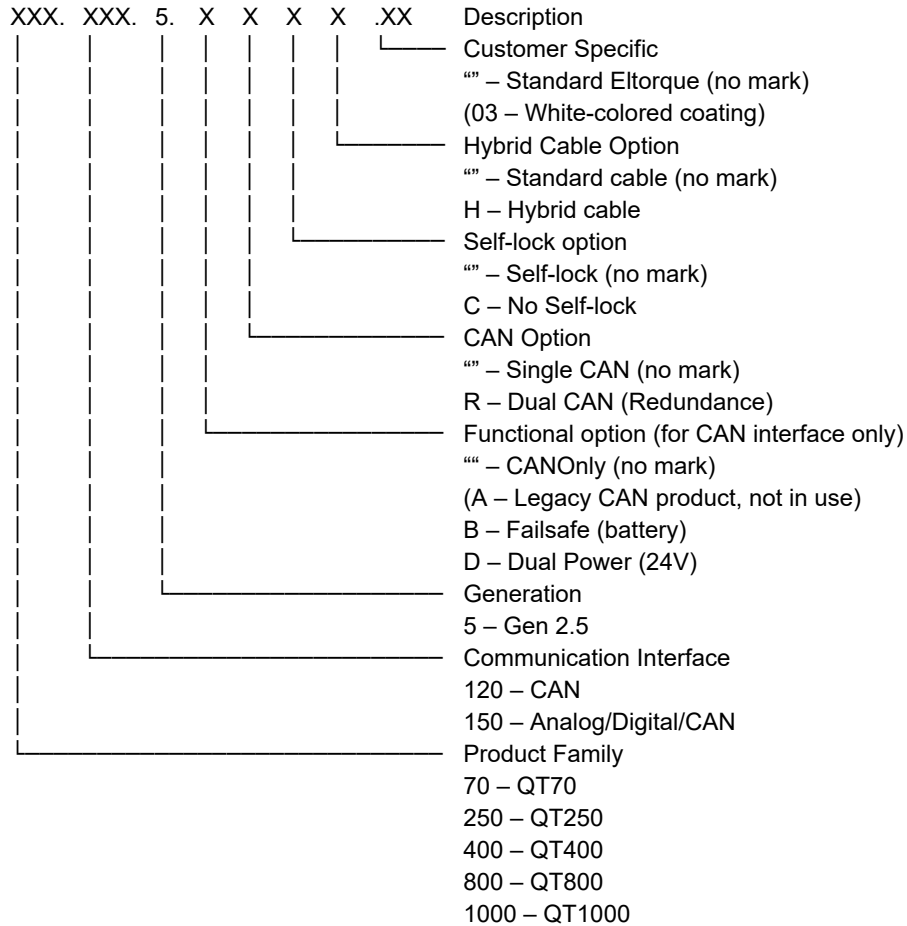 XXX. XXX. 5. X X X X .XX Description
Customer Specific
“” – Standard Eltorque (no mark)
(03 – White-colored coating)
Hybrid Cable Option
“” – Standard cable (no mark)
H – Hybrid cable
Self-lock option
“” – Self-lock (no mark)
C – No Self-lock
CAN Option
“” – Single CAN (no mark)
R – Dual CAN (Redundance)
Functional option (for CAN interface only)
““ – CANOnly (no mark)
(A – Legacy CAN product, not in use)
B – Failsafe (battery)
D – Dual Power (24V)
Generation
5 – Gen 2.5
Communication Interface
120 – CAN
150 – Analog/Digital/CAN
Product Family
70 – QT70
250 – QT250
400 – QT400
800 – QT800
1000 – QT1000